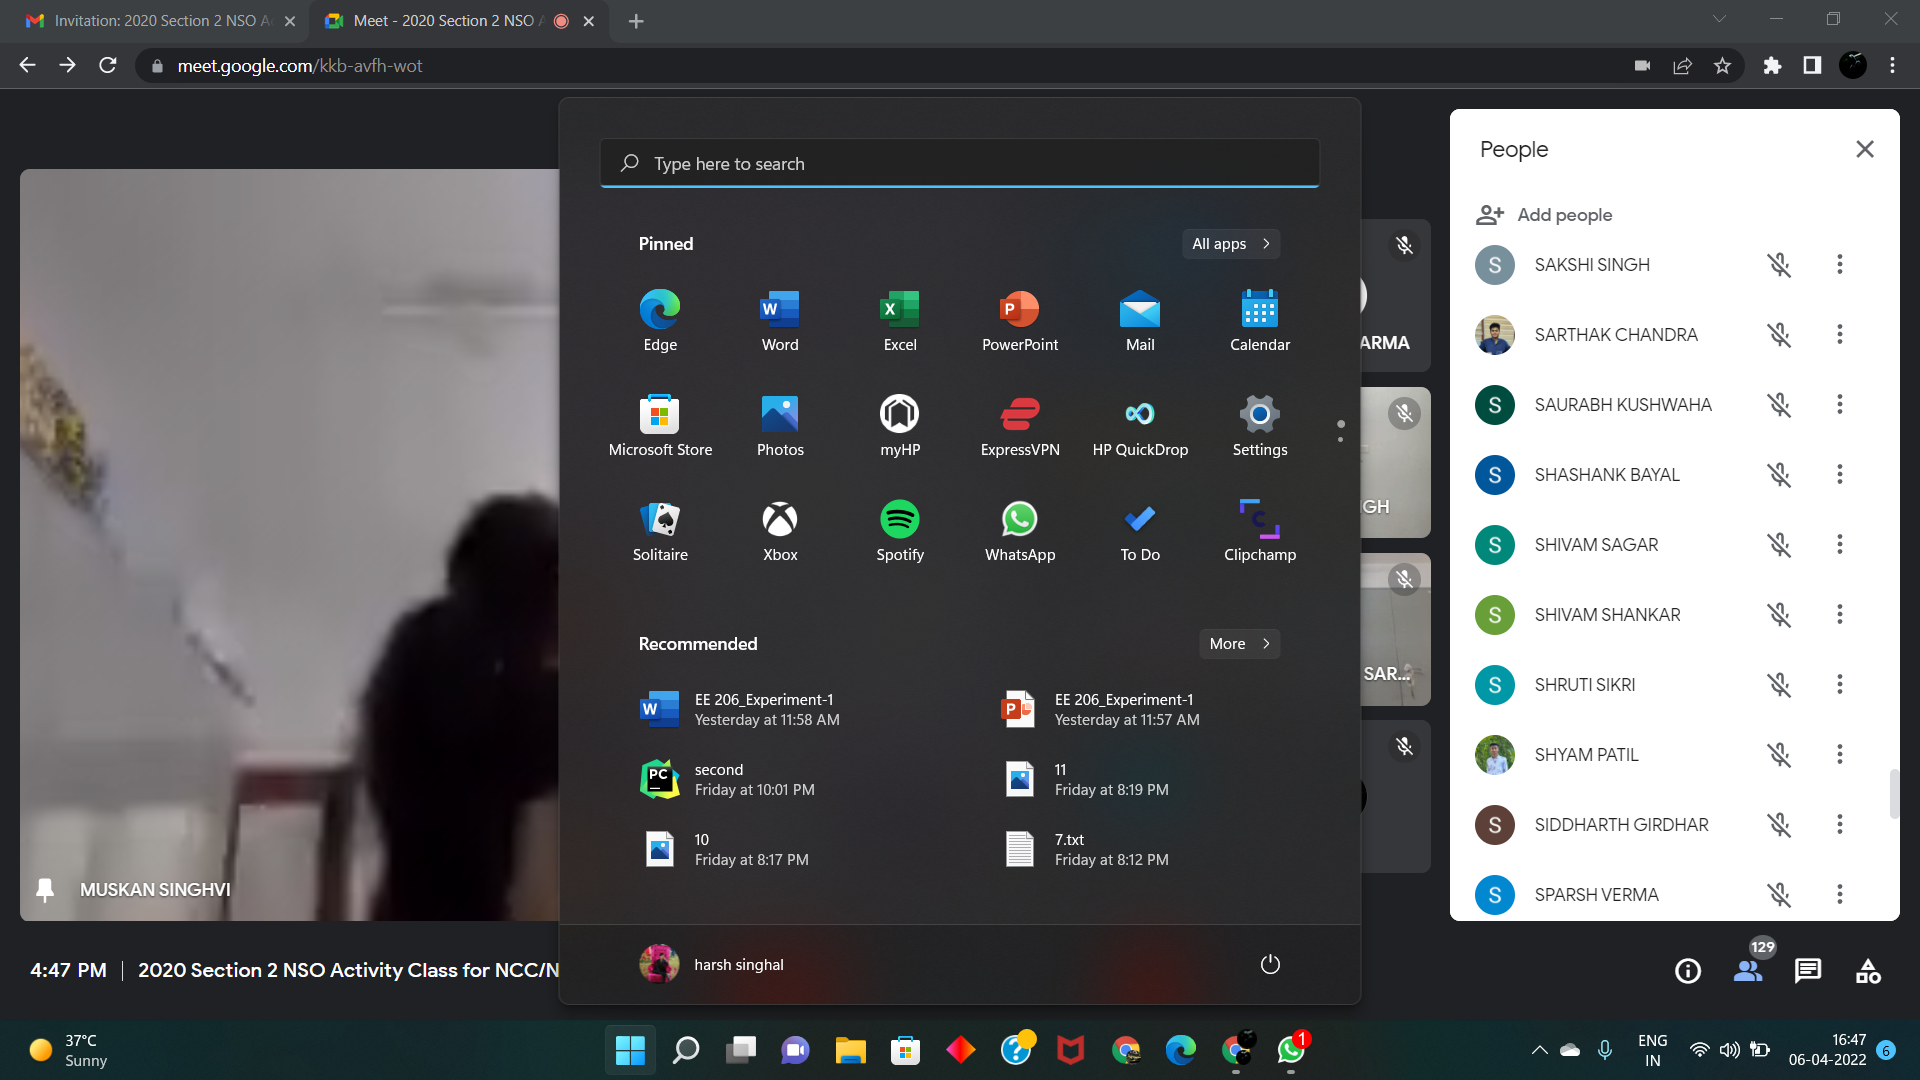 Invitation: 2020 Section 2 NSO A
Meet - 2020 Section 2 NSO A
meet.google.com/kkb-avfh-wot
Type here to search
Pinned
All apps
Edge
Word
Excel
PowerPoint
Mail
Calendar
Microsoft Store
Photos
myHP
ExpressVPN
HP QuickDrop
Settings
Solitaire
Xbox
Spotify
WhatsApp
To Do
Clipchamp
Recommended
More
EE 206_Experiment-1
Yesterday at 11:58 AM
EE 206_Experiment-1
Yesterday at 11:57 AM
second
Friday at 10:01 PM
11
Friday at 8:19 PM
10
Friday at 8:17 PM
7.txt
Friday at 8:12 PM
harsh singhal
ARMA
GH
SAR...
MUSKAN SINGHVI
4:47 PM | 2020 Section 2 NSO Activity Class for NCC/N
People
Add people
S SAKSHI SINGH
SARTHAK CHANDRA
S SAURABH KUSHWAHA
S SHASHANK BAYAL
S SHIVAM SAGAR
S SHIVAM SHANKAR
S SHRUTI SIKRI
SHYAM PATIL
S SIDDHARTH GIRDHAR
S SPARSH VERMA
129
37°C
Sunny
1
ENG
IN
16:47
06-04-2022
6